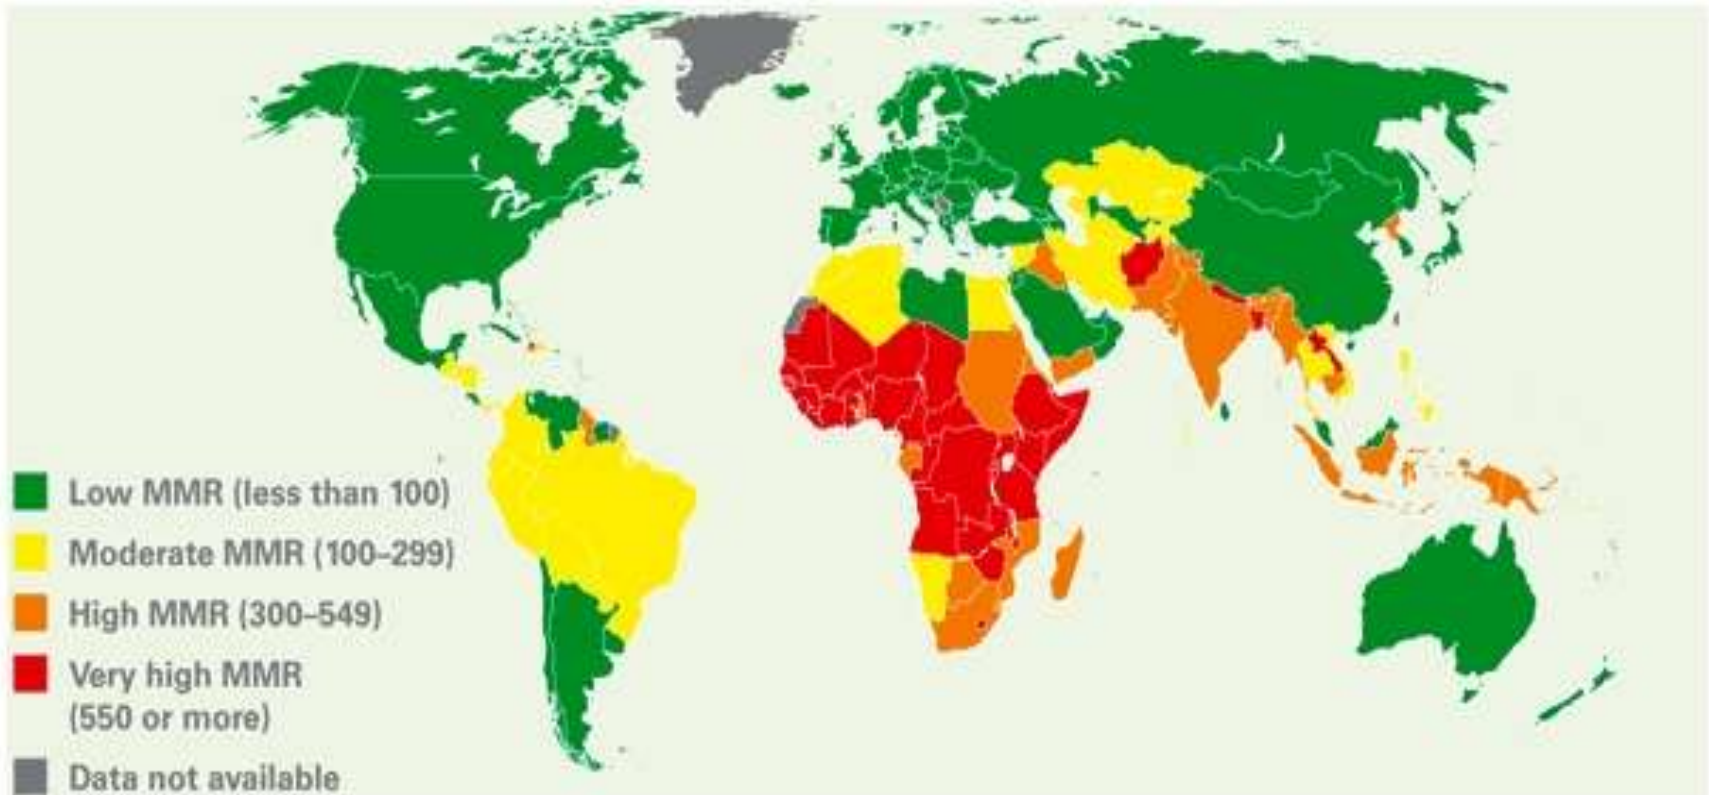 Low MMR (less than 100)
Moderate MMR (100–299)
High MMR (300–549)
Very high MMR
(550 or more)
Data not available